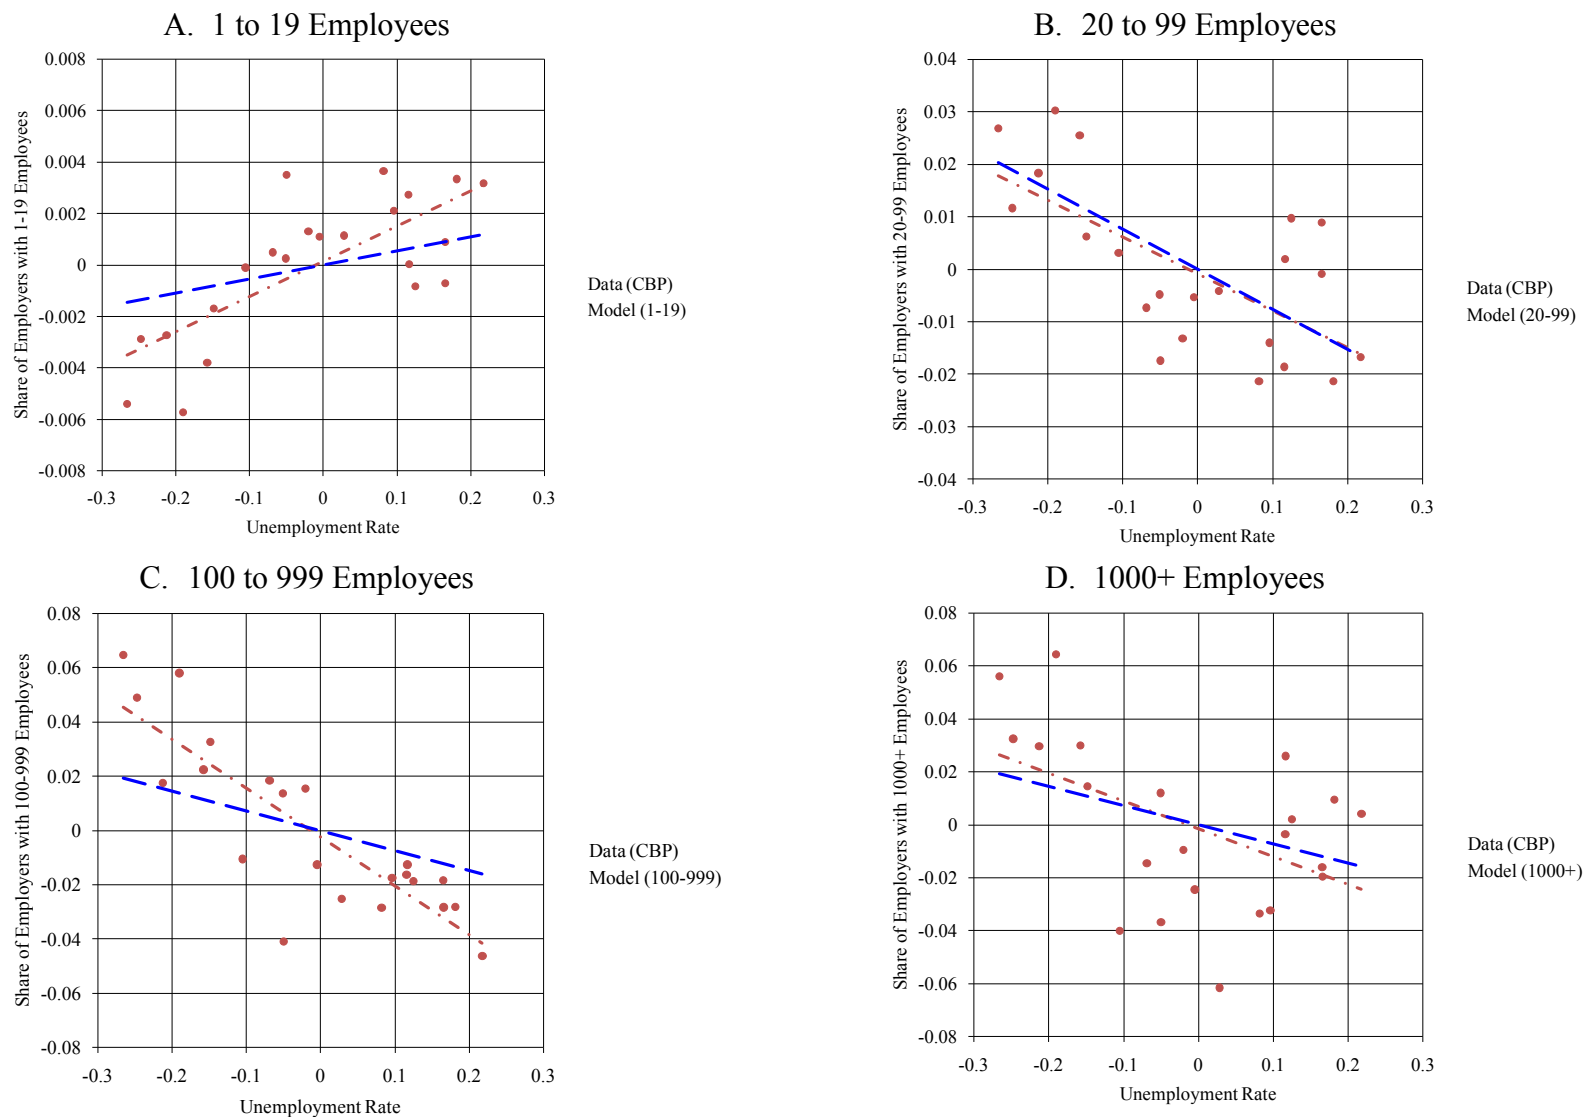 A. 1 to 19 Employees
0.008
0.006
0.004
0.002
0
-0.002
-0.004
-0.006
-0.008
-0.3 -0.2 -0.1 0 0.1 0.2 0.3
Share of Employers with 1-19 Employees
Unemployment Rate
Data (CBP)
Model (1-19)
B. 20 to 99 Employees
0.04
0.03
0.02
0.01
0
-0.01
-0.02
-0.03
-0.04
-0.3 -0.2 -0.1 0 0.1 0.2 0.3
Share of Employers with 20-99 Employees
Unemployment Rate
Data (CBP)
Model (20-99)
C. 100 to 999 Employees
0.08
0.06
0.04
0.02
0
-0.02
-0.04
-0.06
-0.08
-0.3 -0.2 -0.1 0 0.1 0.2 0.3
Share of Employers with 100-999 Employees
Unemployment Rate
Data (CBP)
Model (100-999)
D. 1000+ Employees
0.08
0.06
0.04
0.02
0
-0.02
-0.04
-0.06
-0.08
-0.3 -0.2 -0.1 0 0.1 0.2 0.3
Share of Employers with 1000+ Employees
Unemployment Rate
Data (CBP)
Model (1000+)